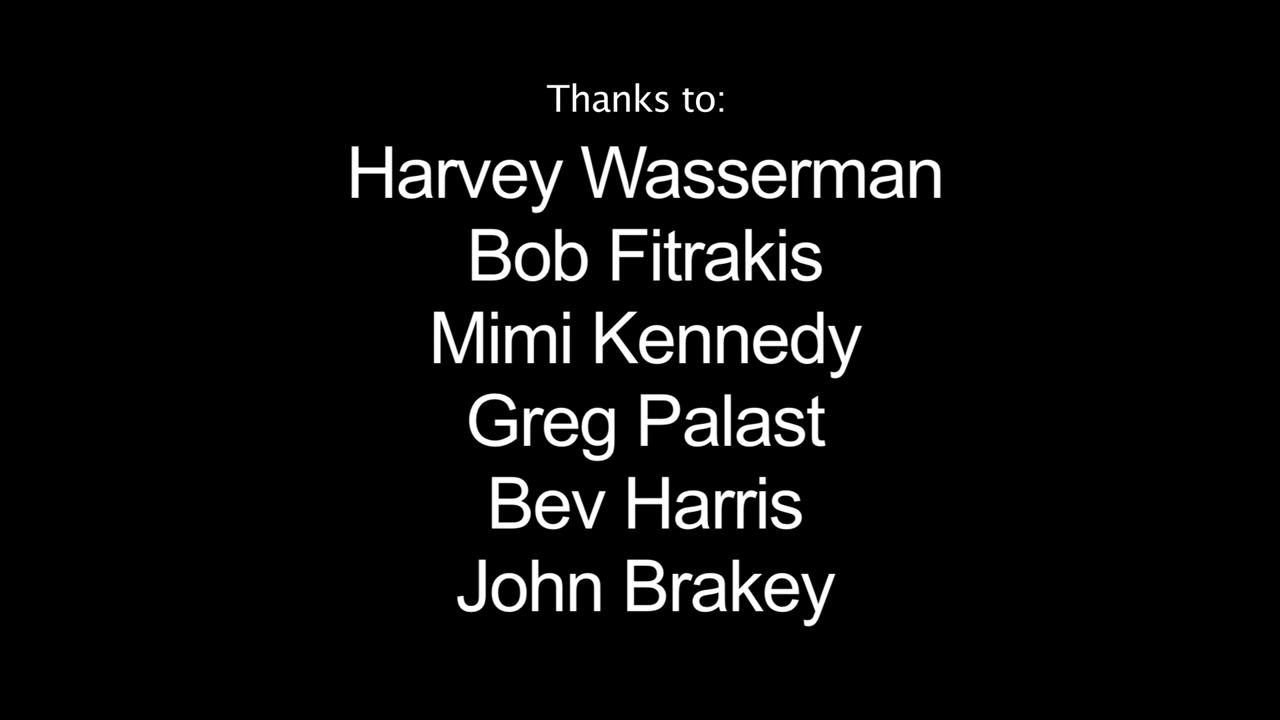 Thanks to:
Harvey Wasserman
Bob Fitrakis
Mimi Kennedy
Greg Palast
Bev Harris
John Brakey